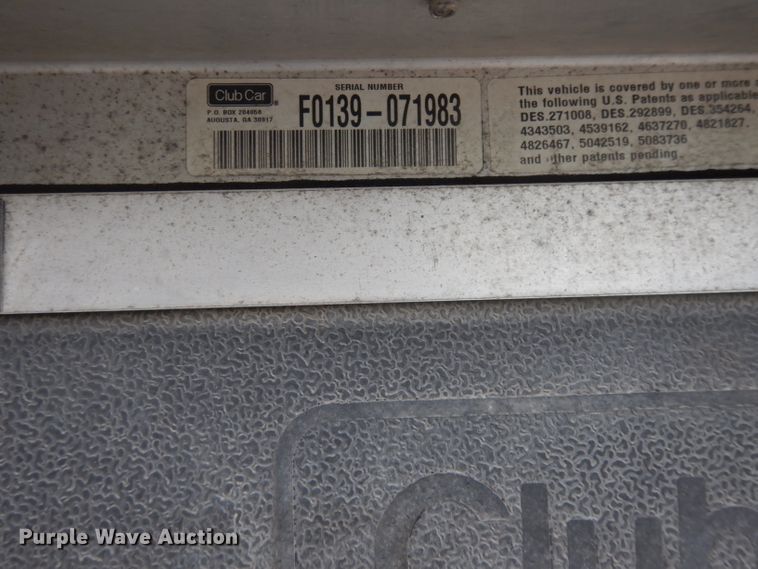 Club Car
P.O. BOX 204658
AUGUSTA, GA 30917
SERIAL NUMBER
F0139-071983
This vehicle is covered by one or more
the following U.S. Patents as applicable
DES.271008, DES.292899, DES.354264,
4343503, 4539162, 4637270, 4821827,
4826467, 5042519, 5083736
and other patents pending.
Club
Purple Wave Auction